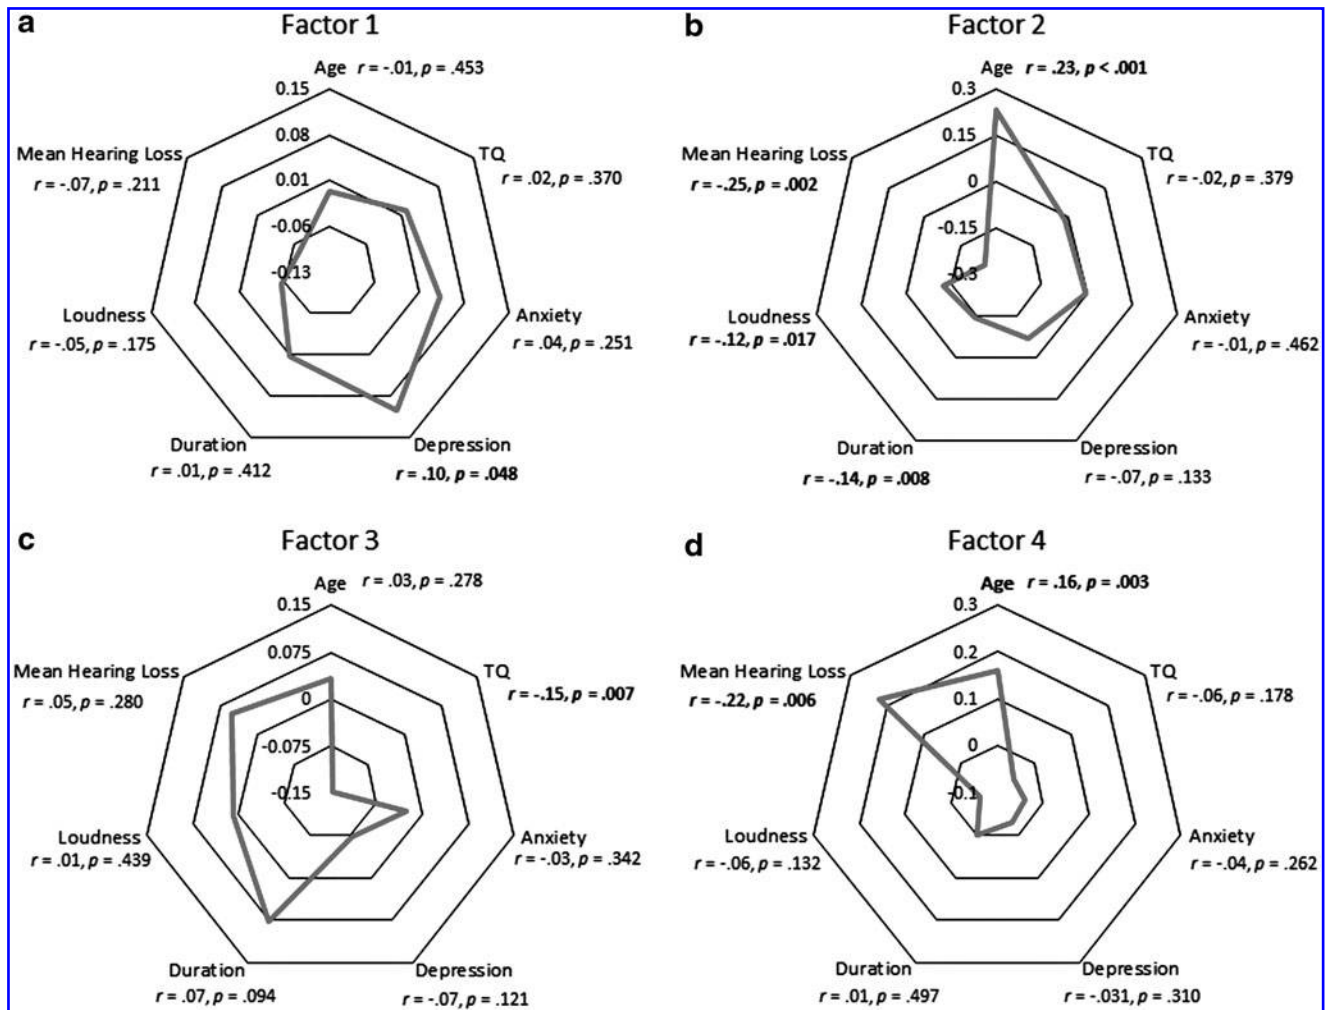 a
Factor 1
Age r = -.01, p = .453
0.15
0.08
0.01
-0.06
-0.13
Mean Hearing Loss
r = -.07, p = .211
TQ
r = .02, p = .370
Loudness
r = -.05, p = .175
Anxiety
r = .04, p = .251
Duration
r = .01, p = .412
Depression
r = .10, p = .048
b
Factor 2
Age r = .23, p < .001
0.3
0.15
0
-0.15
-0.3
Mean Hearing Loss
r = -.25, p = .002
TQ
r = -.02, p = .379
Loudness
r = -.12, p = .017
Anxiety
r = -.01, p = .462
Duration
r = -.14, p = .008
Depression
r = -.07, p = .133
c
Factor 3
Age r = .03, p = .278
0.15
0.075
0
-0.075
-0.15
Mean Hearing Loss
r = .05, p = .280
TQ
r = -.15, p = .007
Loudness
r = .01, p = .439
Anxiety
r = -.03, p = .342
Duration
r = .07, p = .094
Depression
r = -.07, p = .121
d
Factor 4
Age r = .16, p = .003
0.3
0.2
0.1
0
-0.1
Mean Hearing Loss
r = -.22, p = .006
TQ
r = -.06, p = .178
Loudness
r = -.06, p = .132
Anxiety
r = -.04, p = .262
Duration
r = .01, p = .497
Depression
r = -.031, p = .310